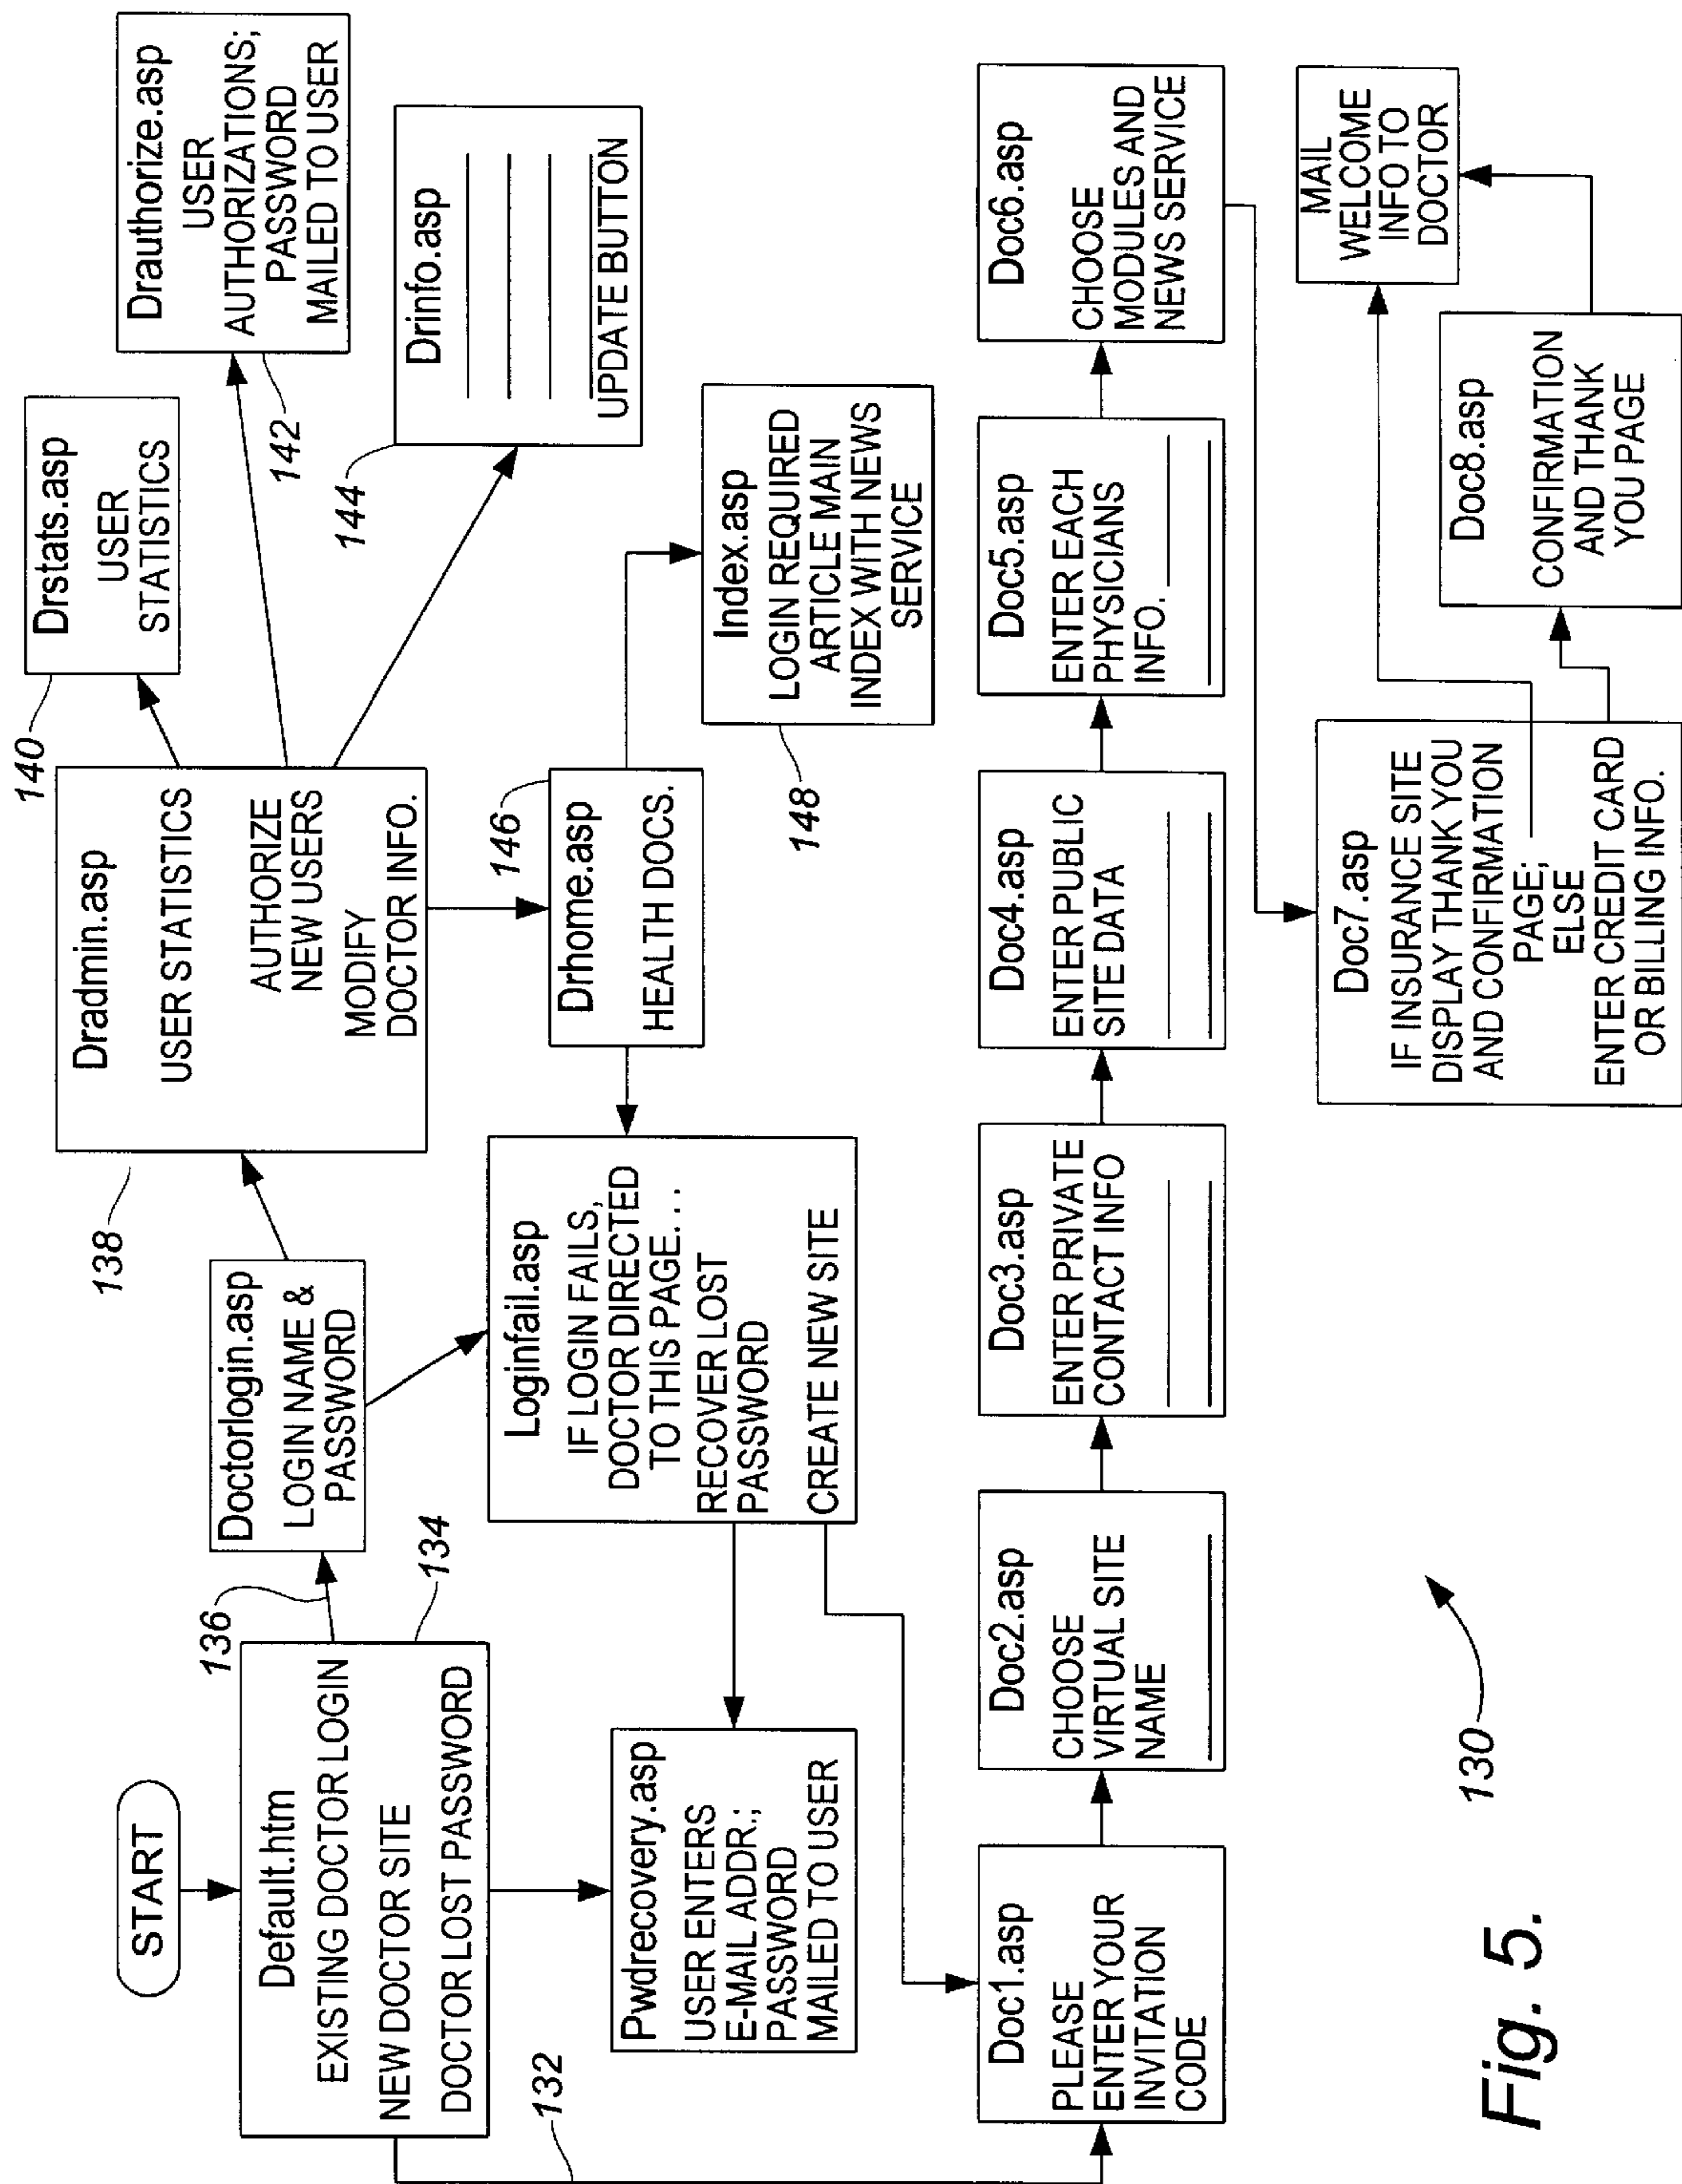 START
Default.htm
EXISTING DOCTOR LOGIN
NEW DOCTOR SITE
DOCTOR LOST PASSWORD
132
134
136
Doctorlogin.asp
LOGIN NAME &
PASSWORD
138
Dradmin.asp
USER STATISTICS
AUTHORIZE
NEW USERS
MODIFY
DOCTOR INFO.
140
Drstats.asp
USER
STATISTICS
Drauthorize.asp
USER
AUTHORIZATIONS;
PASSWORD
MAILED TO USER
142
144
Drinfo.asp
UPDATE BUTTON
146
Drhome.asp
HEALTH DOCS.
Index.asp
LOGIN REQUIRED
ARTICLE MAIN
INDEX WITH NEWS
SERVICE
148
Loginfail.asp
IF LOGIN FAILS,
DOCTOR DIRECTED
TO THIS PAGE...
RECOVER LOST
PASSWORD
CREATE NEW SITE
Pwdrecovery.asp
USER ENTERS
E-MAIL ADDR.;
PASSWORD
MAILED TO USER
Doc1.asp
PLEASE
ENTER YOUR
INVITATION
CODE
Doc2.asp
CHOOSE
VIRTUAL SITE
NAME
Doc3.asp
ENTER PRIVATE
CONTACT INFO
Doc4.asp
ENTER PUBLIC
SITE DATA
Doc5.asp
ENTER EACH
PHYSICIANS
INFO.
Doc6.asp
CHOOSE
MODULES AND
NEWS SERVICE
Doc7.asp
IF INSURANCE SITE
DISPLAY THANK YOU
AND CONFIRMATION
PAGE;
ELSE
ENTER CREDIT CARD
OR BILLING INFO.
Doc8.asp
CONFIRMATION
AND THANK
YOU PAGE
MAIL
WELCOME
INFO TO
DOCTOR
130
Fig. 5.